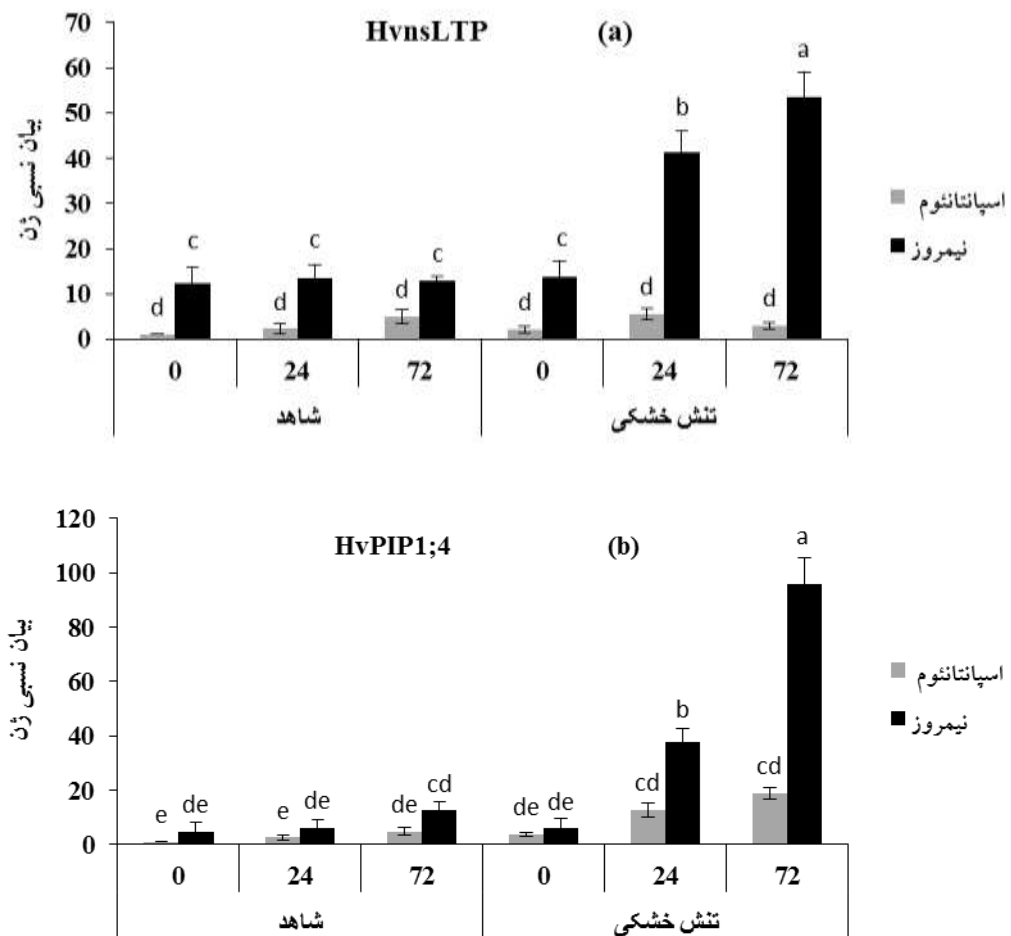 HvnsLTP (a)
بیان نسبی ژن
70
60
50
40
30
20
10
0
d c d c d c d c d b d a
0 24 72 0 24 72
شاهد تنش خشکی
اسپانتانئوم
نیمروز
HvPIP1;4 (b)
بیان نسبی ژن
120
100
80
60
40
20
0
e de e de de cd de de cd b cd a
0 24 72 0 24 72
شاهد تنش خشکی
اسپانتانئوم
نیمروز